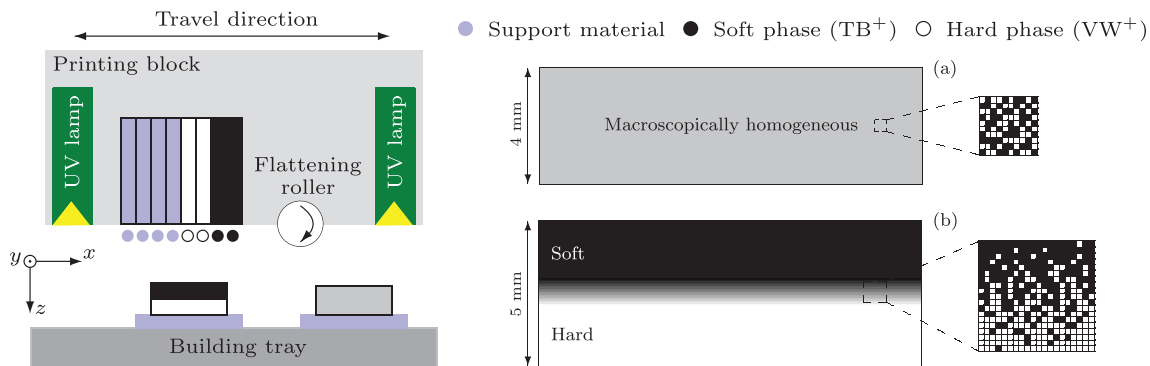 Travel direction
Printing block
UV lamp
UV lamp
Flattening
roller
y
x
z
Building tray
Support material
Soft phase (TB⁺)
Hard phase (VW⁺)
(a)
4 mm
Macroscopically homogeneous
(b)
5 mm
Soft
Hard